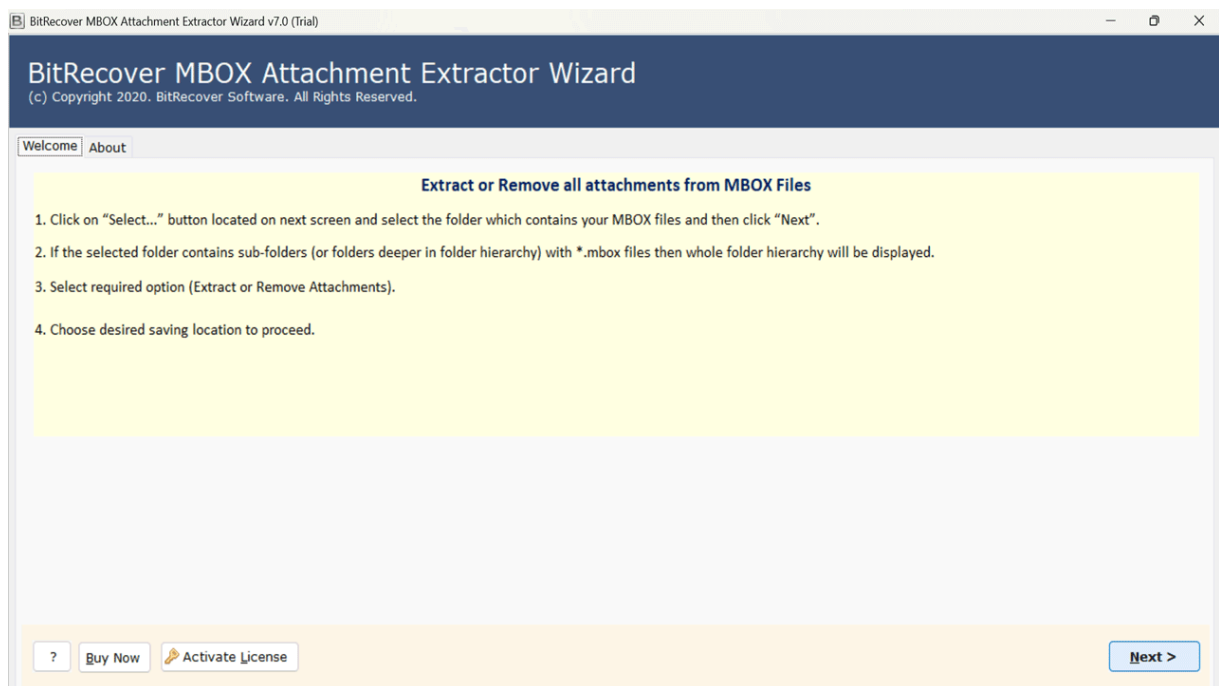 BitRecover MBOX Attachment Extractor Wizard v7.0 (Trial)
BitRecover MBOX Attachment Extractor Wizard
(c) Copyright 2020. BitRecover Software. All Rights Reserved.
Welcome About
Extract or Remove all attachments from MBOX Files
1. Click on “Select...” button located on next screen and select the folder which contains your MBOX files and then click “Next”.
2. If the selected folder contains sub-folders (or folders deeper in folder hierarchy) with *.mbox files then whole folder hierarchy will be displayed.
3. Select required option (Extract or Remove Attachments).
4. Choose desired saving location to proceed.
? Buy Now Activate License Next >